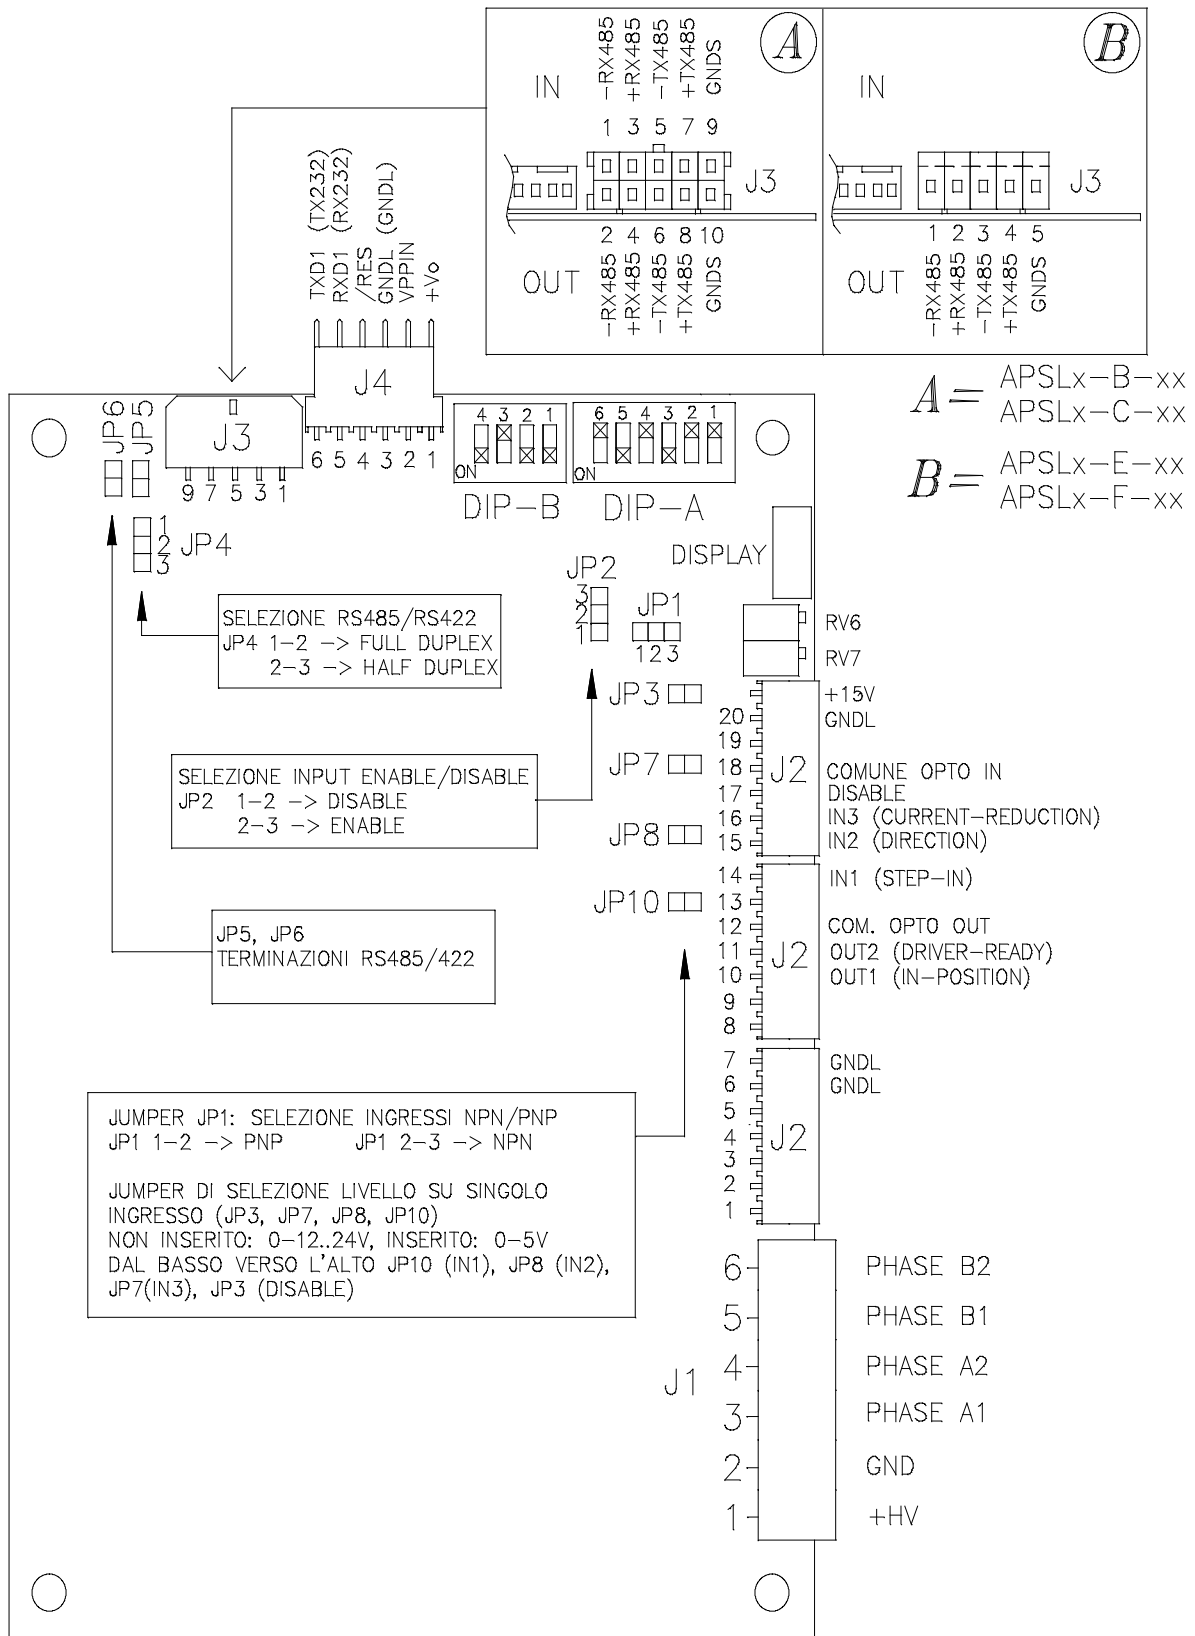 A
B
IN
-RX485
+RX485
-TX485
+TX485
GNDS
1 3 5 7 9
J3
2 4 6 8 10
OUT
-RX485
+RX485
-TX485
+TX485
GNDS
IN
J3
1 2 3 4 5
OUT
-RX485
+RX485
-TX485
+TX485
GNDS
A = APSLx-B-xx
APSLx-C-xx
B = APSLx-E-xx
APSLx-F-xx
TXD1 (TX232)
RXD1 (RX232)
/RES
GNDL (GNDL)
VPPIN
+Vo
J4
6 5 4 3 2 1
JP6
JP5
J3
9 7 5 3 1
4 3 2 1
ON
DIP-B
6 5 4 3 2 1
ON
DIP-A
1
2
3
JP4
DISPLAY
JP2
3
2
1
JP1
1 2 3
SELEZIONE RS485/RS422
JP4 1-2 -> FULL DUPLEX
2-3 -> HALF DUPLEX
RV6
RV7
JP3
JP7
JP8
JP10
SELEZIONE INPUT ENABLE/DISABLE
JP2 1-2 -> DISABLE
2-3 -> ENABLE
JP5, JP6
TERMINAZIONI RS485/422
J2
+15V
20 GNDL
19
18 COMUNE OPTO IN
17 DISABLE
16 IN3 (CURRENT-REDUCTION)
15 IN2 (DIRECTION)
J2
14 IN1 (STEP-IN)
13
12 COM. OPTO OUT
11 OUT2 (DRIVER-READY)
10 OUT1 (IN-POSITION)
9
8
J2
7 GNDL
6 GNDL
5
4
3
2
1
JUMPER JP1: SELEZIONE INGRESSI NPN/PNP
JP1 1-2 -> PNP JP1 2-3 -> NPN
JUMPER DI SELEZIONE LIVELLO SU SINGOLO
INGRESSO (JP3, JP7, JP8, JP10)
NON INSERITO: 0-12..24V, INSERITO: 0-5V
DAL BASSO VERSO L'ALTO JP10 (IN1), JP8 (IN2),
JP7(IN3), JP3 (DISABLE)
J1
6 PHASE B2
5 PHASE B1
4 PHASE A2
3 PHASE A1
2 GND
1 +HV